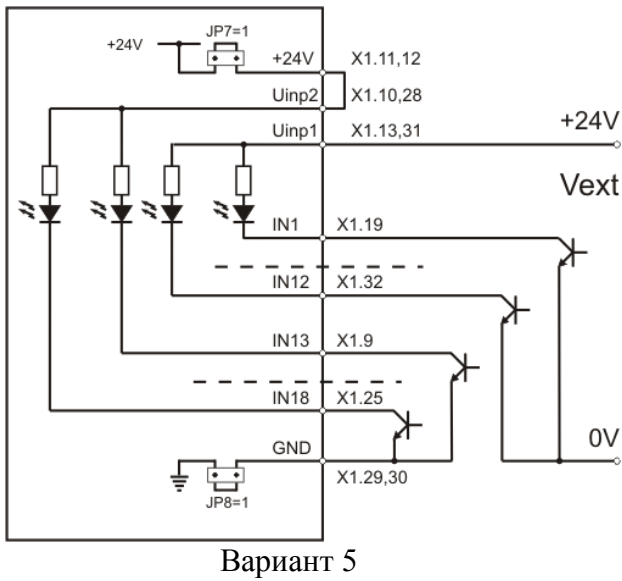 JP7=1
+24V
+24V X1.11,12
Uinp2 X1.10,28
Uinp1 X1.13,31
+24V
Vext
IN1 X1.19
IN12 X1.32
IN13 X1.9
IN18 X1.25
GND
0V
X1.29,30
JP8=1
Вариант 5